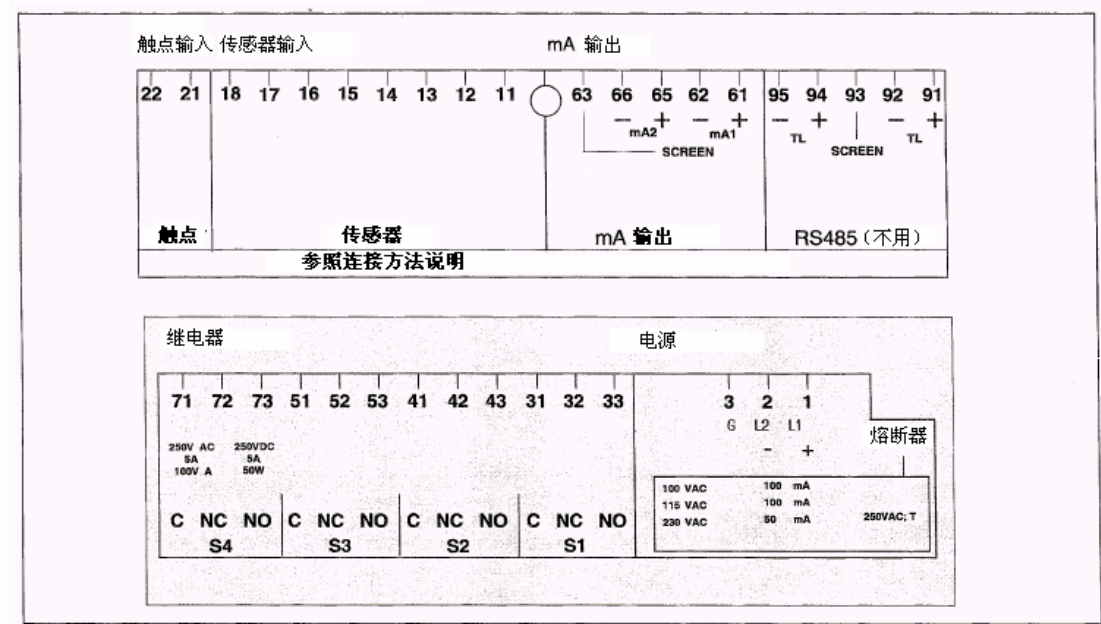 触点输入 传感器输入 mA 输出
22 21 18 17 16 15 14 13 12 11 63 66 65 62 61 95 94 93 92 91
− + − + − + − +
mA2 mA1 TL SCREEN TL
SCREEN
触点 传感器 mA 输出 RS485（不用）
参照连接方法说明
继电器 电源
71 72 73 51 52 53 41 42 43 31 32 33 3 2 1
G L2 L1
− +
熔断器
250V AC 250VDC
5A 5A
100V A 50W
100 VAC 100 mA
115 VAC 100 mA
230 VAC 50 mA
250VAC; T
C NC NO C NC NO C NC NO C NC NO
S4 S3 S2 S1